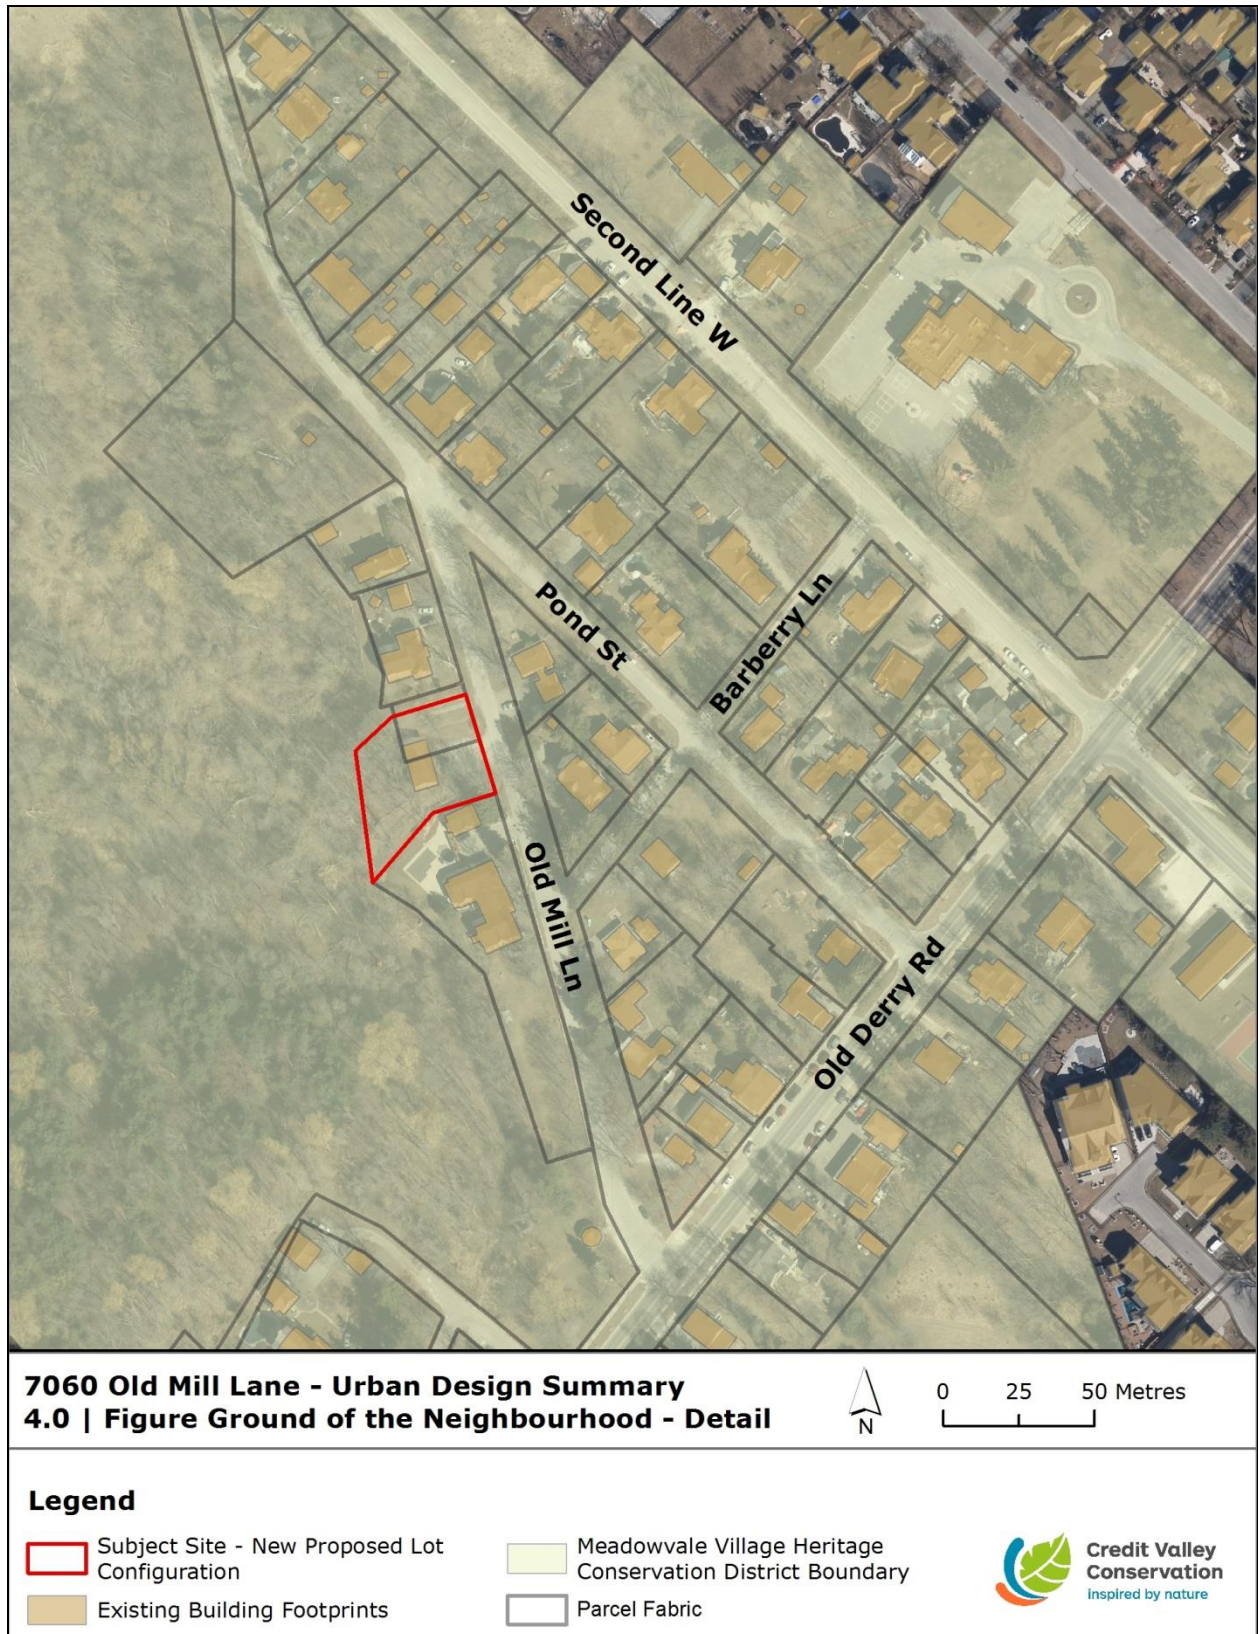 Second Line W
Pond St
Barberry Ln
Old Mill Ln
Old Derry Rd
7060 Old Mill Lane - Urban Design Summary
4.0 | Figure Ground of the Neighbourhood - Detail
N
0 25 50 Metres
Legend
Subject Site - New Proposed Lot
Configuration
Existing Building Footprints
Meadowvale Village Heritage
Conservation District Boundary
Parcel Fabric
Credit Valley
Conservation
inspired by nature